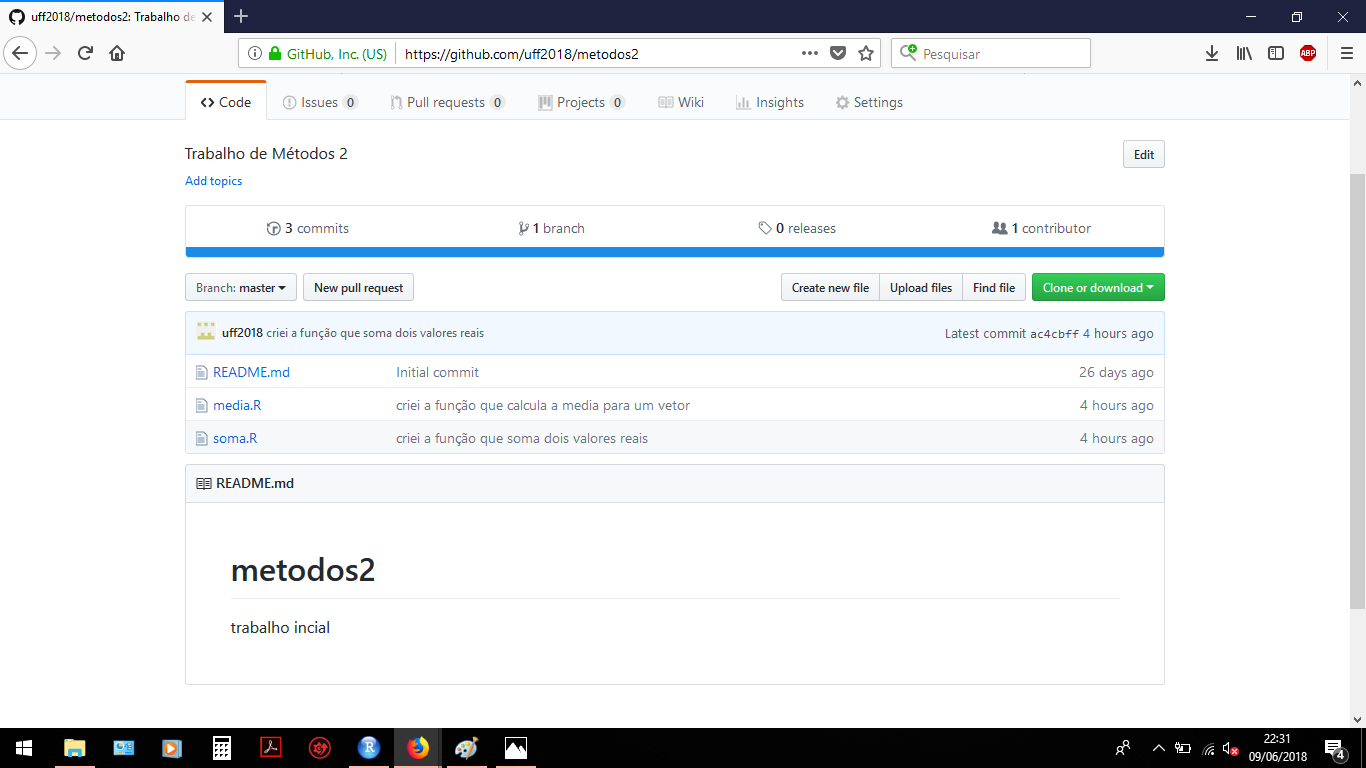 uff2018/metodos2: Trabalho de
GitHub, Inc. (US) https://github.com/uff2018/metodos2 Pesquisar ABP
Code Issues 0 Pull requests 0 Projects 0 Wiki Insights Settings
Trabalho de Métodos 2 Edit
Add topics
3 commits 1 branch 0 releases 1 contributor
Branch: master New pull request Create new file Upload files Find file Clone or download
uff2018 criei a função que soma dois valores reais Latest commit ac4cbff 4 hours ago
README.md Initial commit 26 days ago
media.R criei a função que calcula a media para um vetor 4 hours ago
soma.R criei a função que soma dois valores reais 4 hours ago
README.md
metodos2
trabalho incial
R 22:31
09/06/2018 4